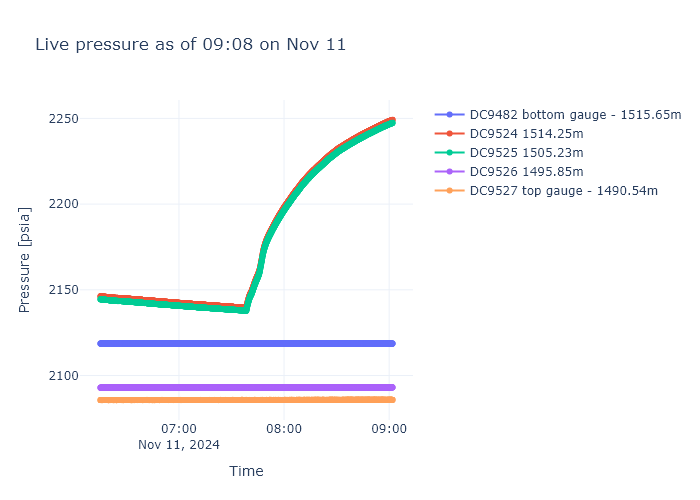 Live pressure as of 09:08 on Nov 11
2250
2200
2150
2100
Pressure [psia]
07:00
Nov 11, 2024
08:00
09:00
Time
DC9482 bottom gauge - 1515.65m
DC9524 1514.25m
DC9525 1505.23m
DC9526 1495.85m
DC9527 top gauge - 1490.54m